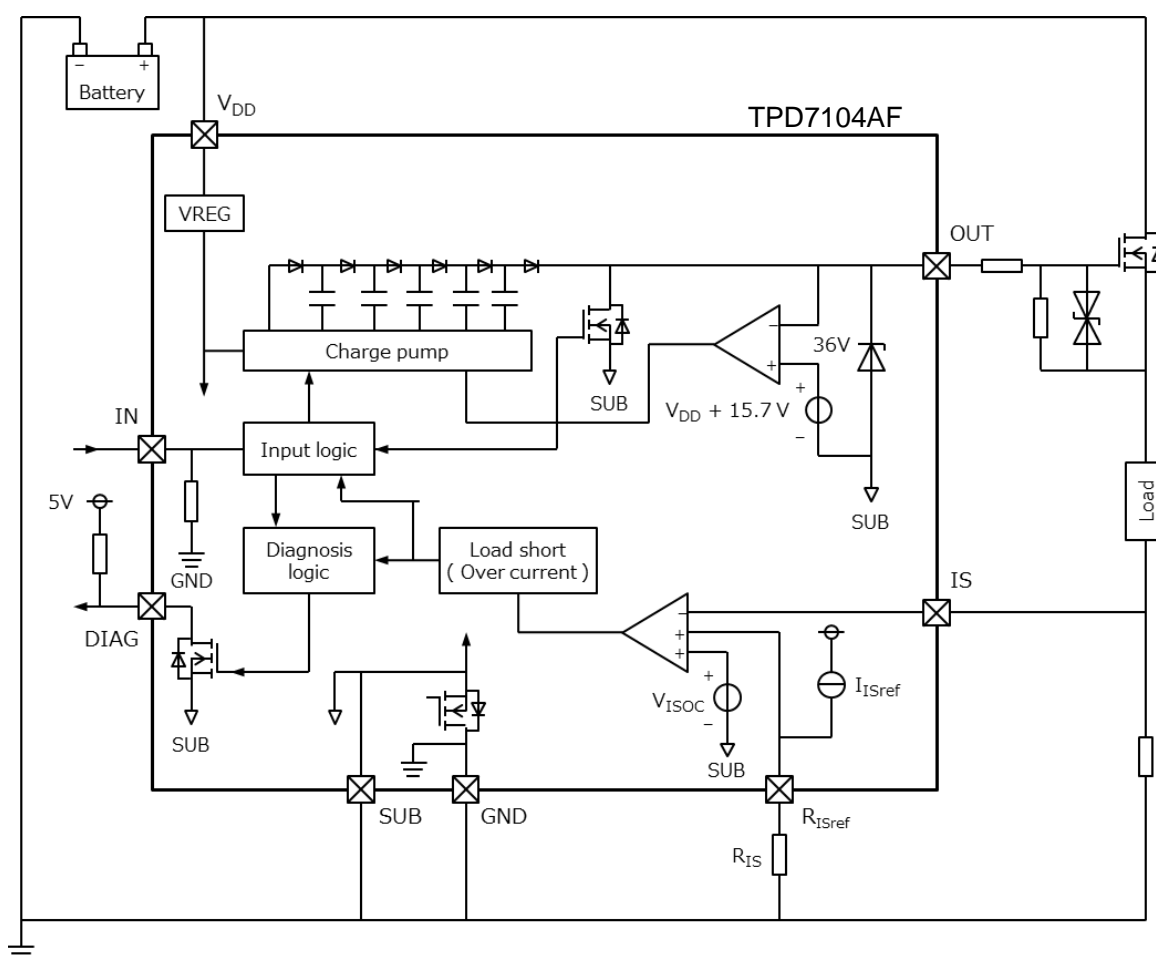 − +
Battery
VDD
TPD7104AF
VREG
OUT
Charge pump
−
+
36V
SUB
VDD + 15.7 V
+
−
IN
Input logic
SUB
5V
GND
Diagnosis
logic
Load short
( Over current )
Load
IS
DIAG
−
+
+
SUB
VISOC
+
−
IISref
SUB
SUB
GND
RISref
RIS